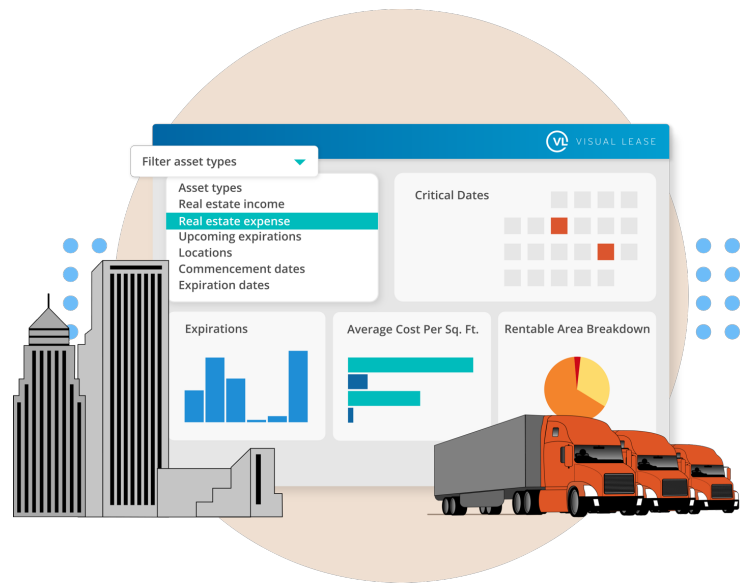 VL VISUAL LEASE
Filter asset types
Asset types
Real estate income
Real estate expense
Upcoming expirations
Locations
Commencement dates
Expiration dates
Critical Dates
Expirations
Average Cost Per Sq. Ft.
Rentable Area Breakdown